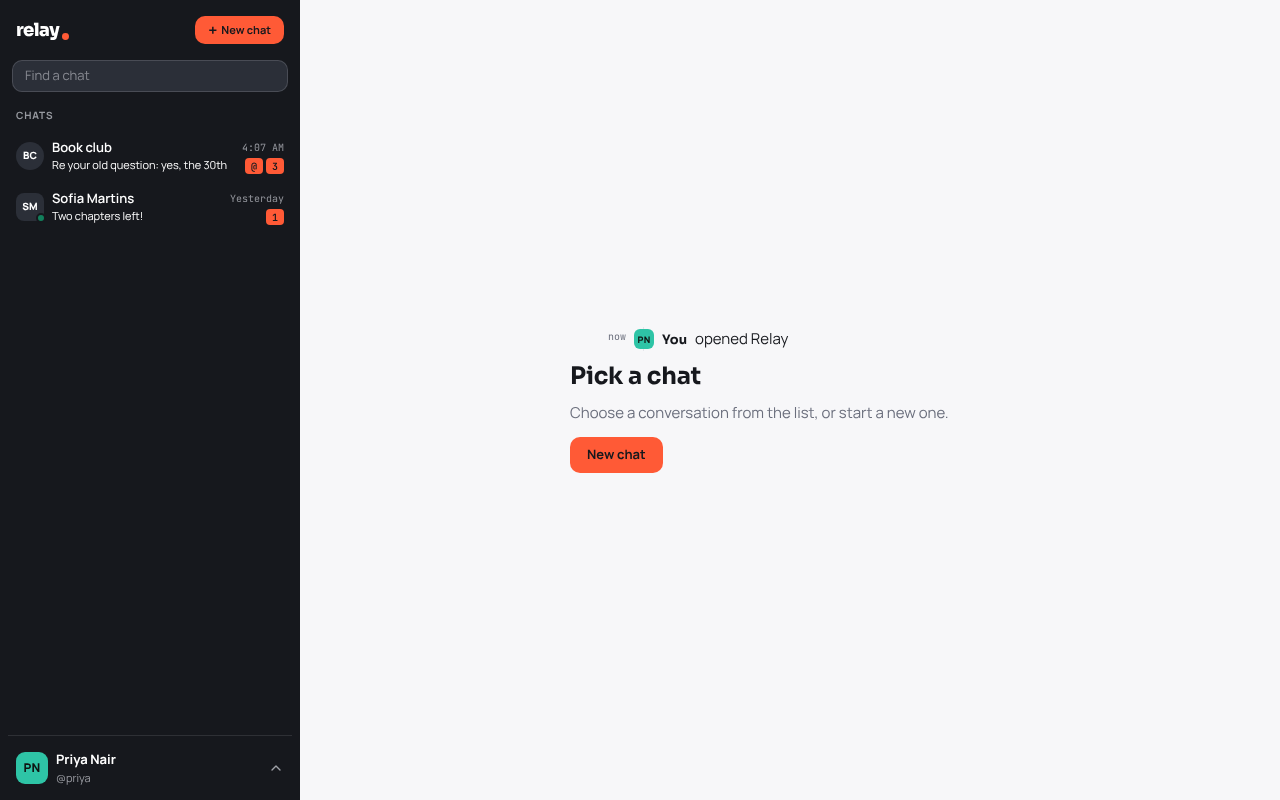 relay.
+ New chat
Find a chat
CHATS
BC
Book club
4:07 AM
Re your old question: yes, the 30th
@ 3
SM
Sofia Martins
Yesterday
Two chapters left!
1
now PN You opened Relay
Pick a chat
Choose a conversation from the list, or start a new one.
New chat
PN
Priya Nair
@priya